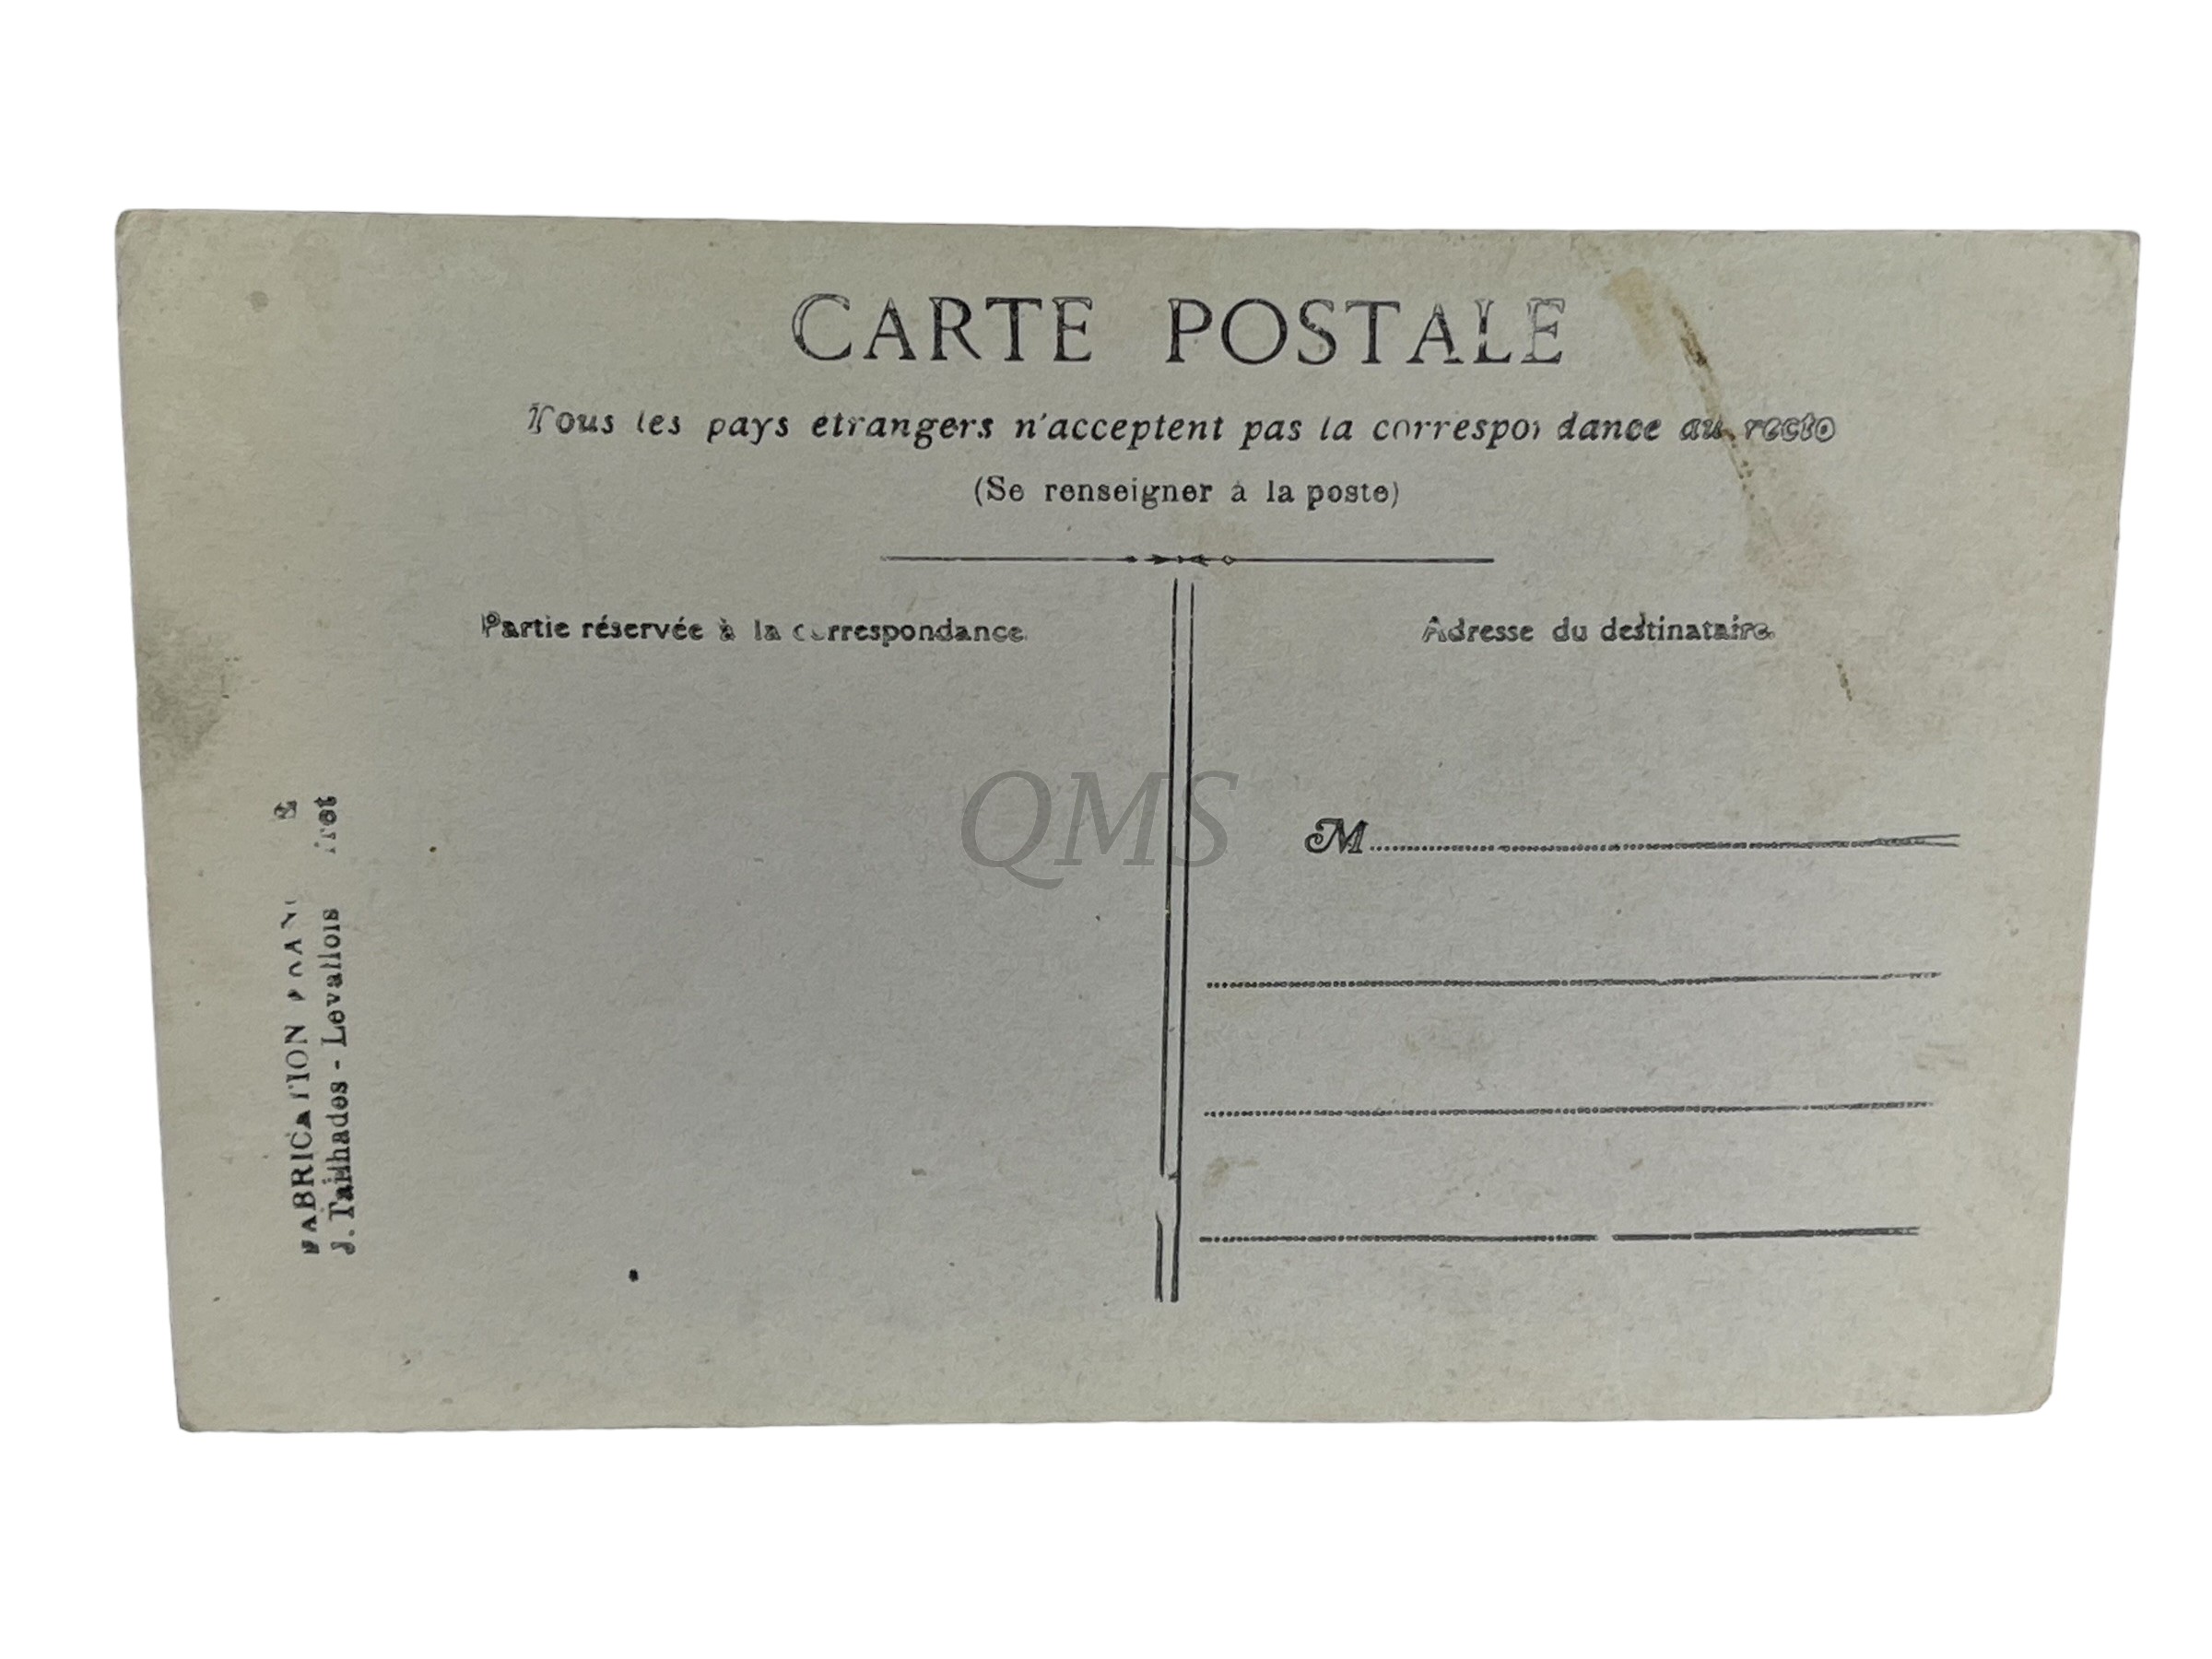 CARTE POSTALE
Tous les pays étrangers n'acceptent pas la correspondance au recto
(Se renseigner à la poste)
Partie réservée à la correspondance.
Adresse du destinataire.
QMS
M
FABRICATION
J. Tailhades - Levallois